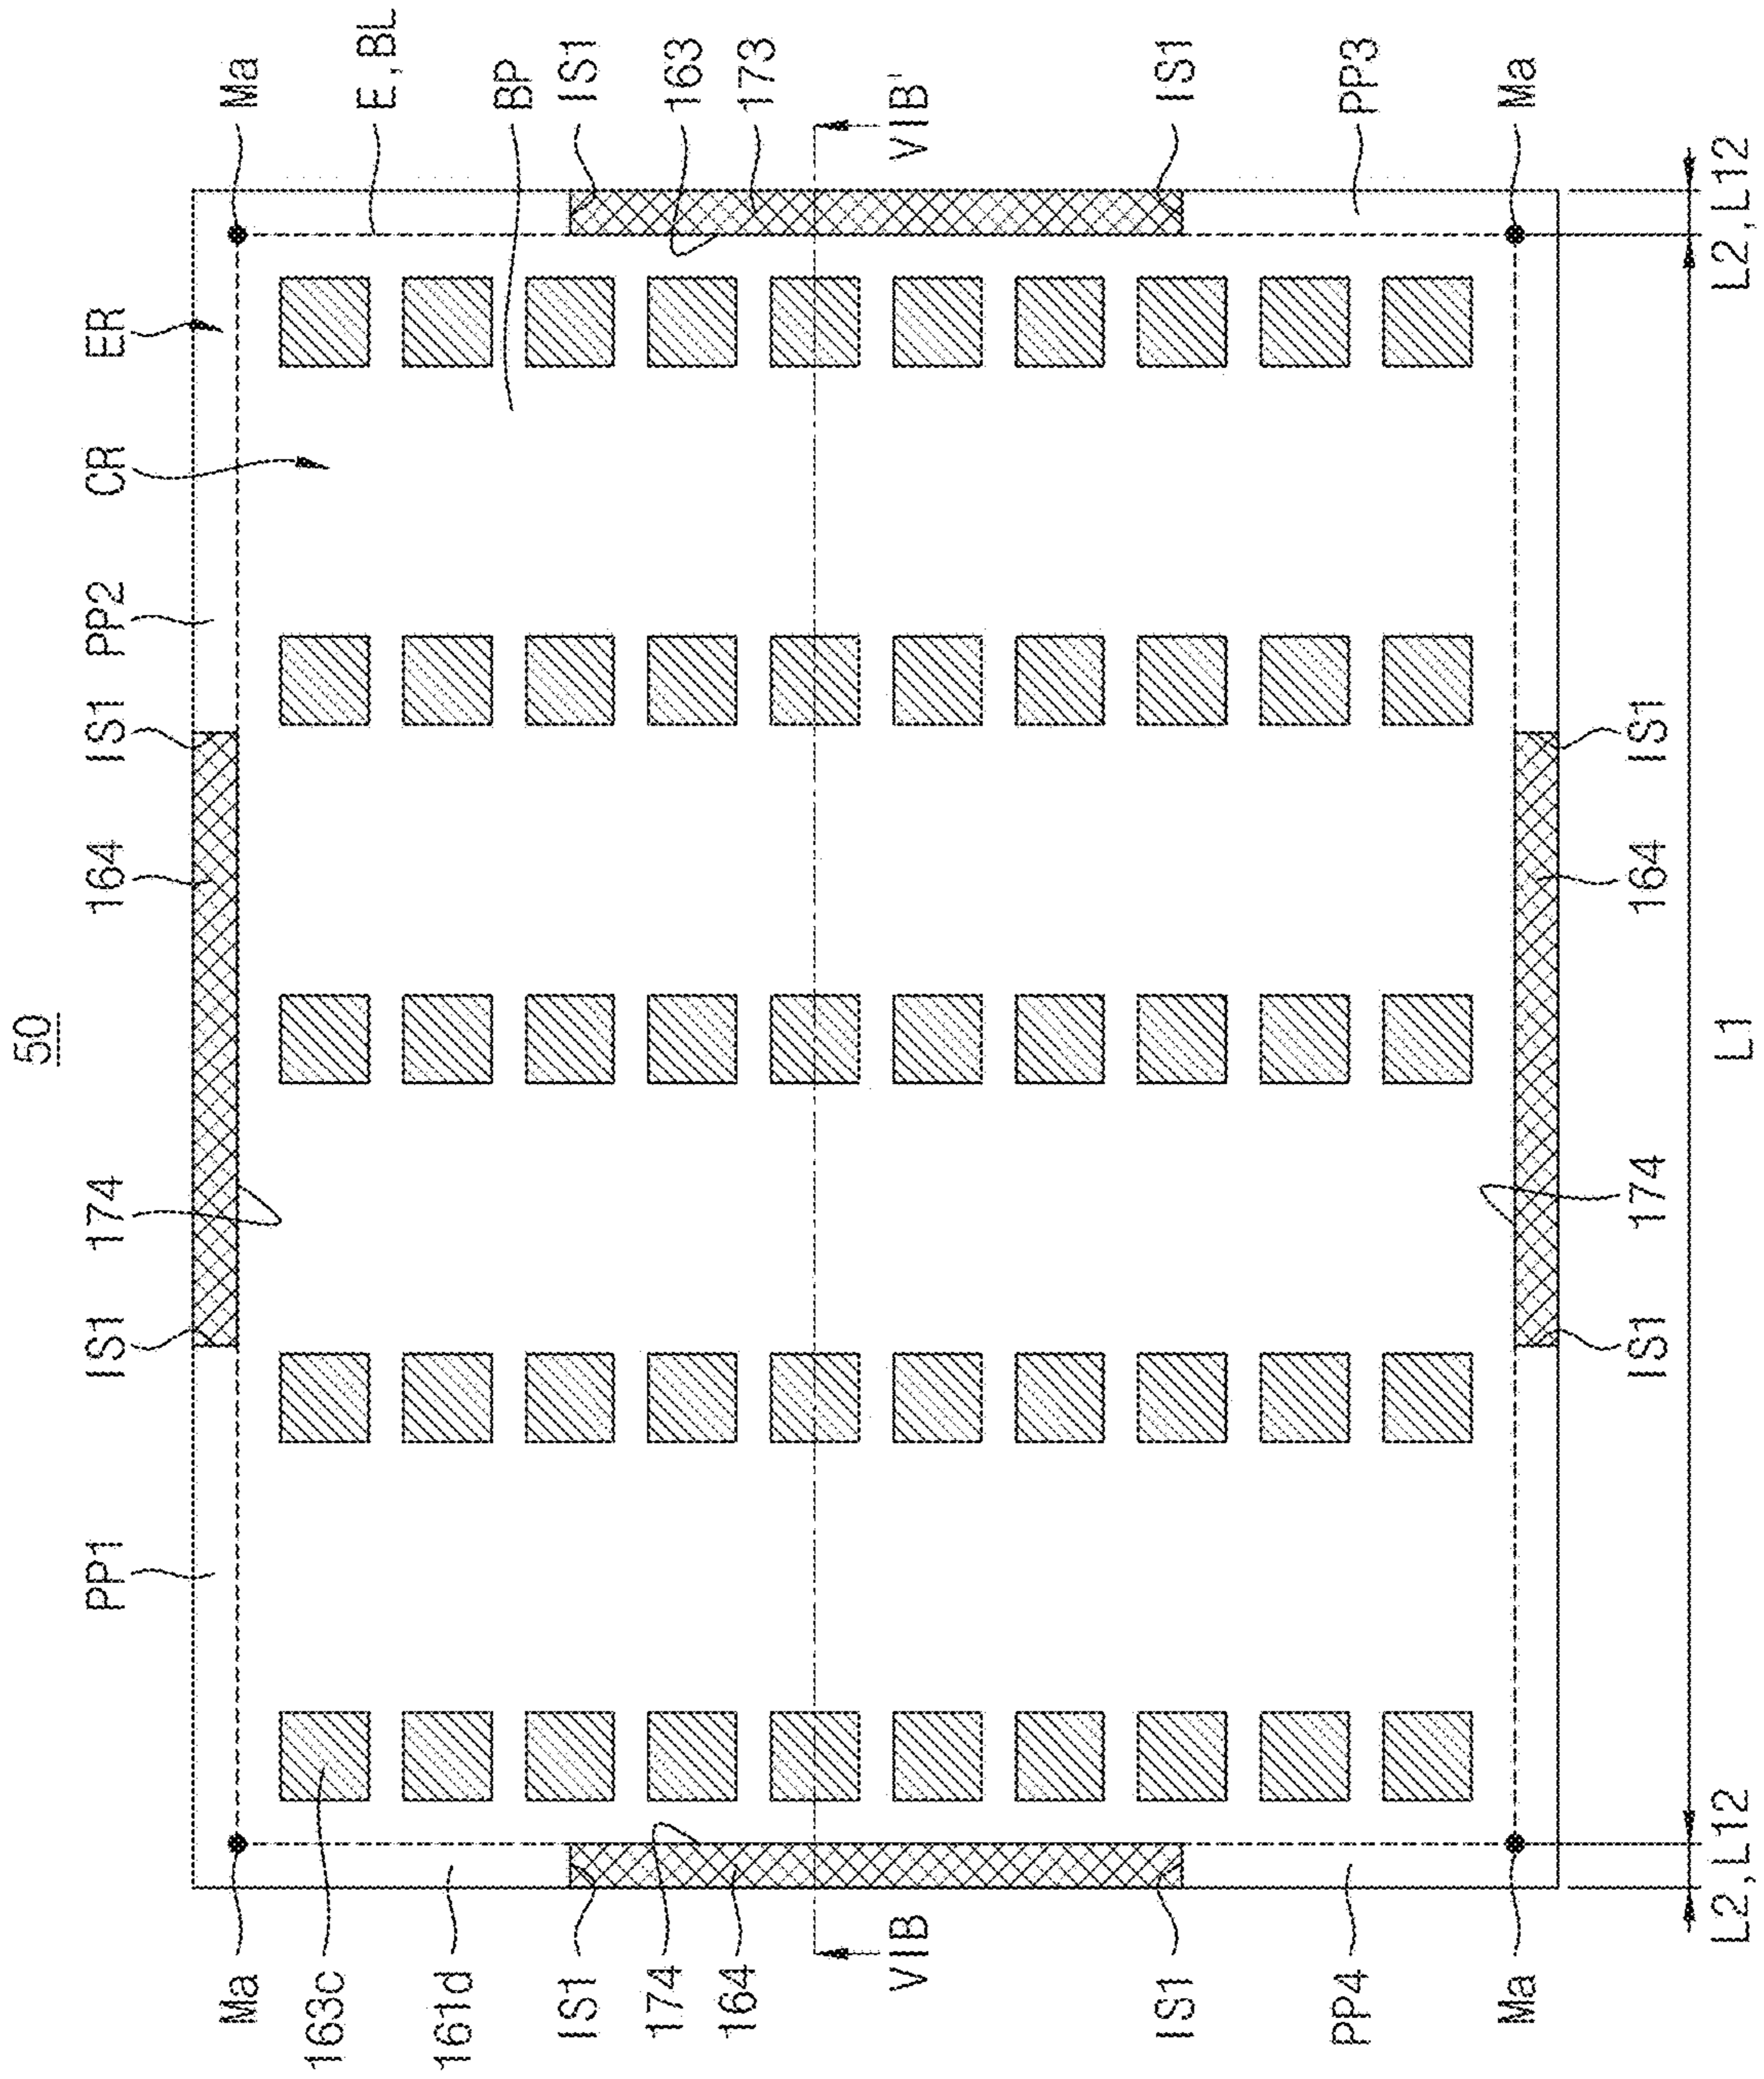 50
PP1 IS1 174 164 IS1 PP2 CR ER
Ma Ma
163c E,BL
161d BP
IS1 IS1
174 163
164 173
VIB VIB'
IS1 IS1
PP4 PP3
Ma Ma
IS1 174 164 IS1
L2,L12 L1 L2,L12